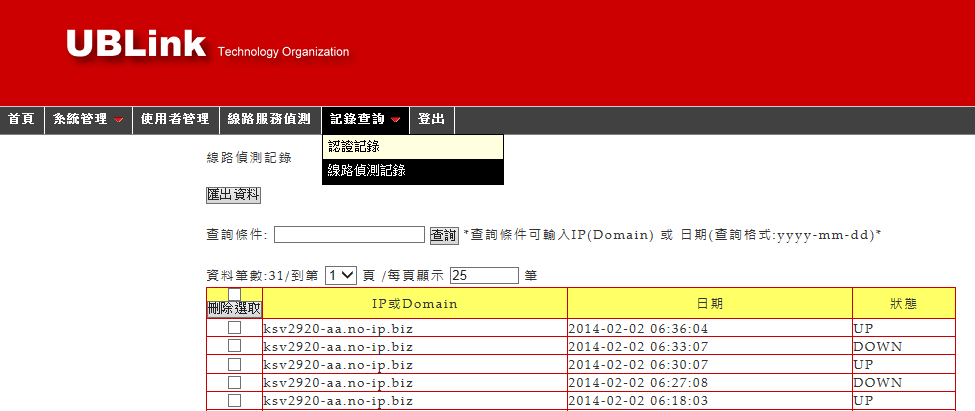 UBLink Technology Organization
首頁 系統管理 使用者管理 線路服務偵測 記錄查詢 登出
認證記錄
線路偵測記錄
線路偵測記錄
匯出資料
查詢條件: 查詢 *查詢條件可輸入IP(Domain) 或 日期(查詢格式:yyyy-mm-dd)*
資料筆數:31/到第 1 頁 /每頁顯示 25 筆
刪除選取 IP或Domain 日期 狀態
ksv2920-aa.no-ip.biz 2014-02-02 06:36:04 UP
ksv2920-aa.no-ip.biz 2014-02-02 06:33:07 DOWN
ksv2920-aa.no-ip.biz 2014-02-02 06:30:07 UP
ksv2920-aa.no-ip.biz 2014-02-02 06:27:08 DOWN
ksv2920-aa.no-ip.biz 2014-02-02 06:18:03 UP